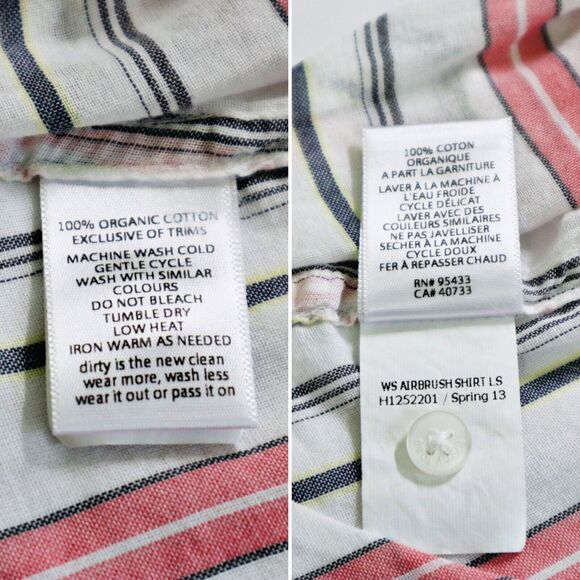 100% ORGANIC COTTON
EXCLUSIVE OF TRIMS
MACHINE WASH COLD
GENTLE CYCLE
WASH WITH SIMILAR
COLOURS
DO NOT BLEACH
TUMBLE DRY
LOW HEAT
IRON WARM AS NEEDED
dirty is the new clean
wear more, wash less
wear it out or pass it on
100% COTON
ORGANIQUE
A PART LA GARNITURE
LAVER À LA MACHINE À
L'EAU FROIDE
CYCLE DÉLICAT
LAVER AVEC DES
COULEURS SIMILAIRES
NE PAS JAVELLISER
SECHER À LA MACHINE
CYCLE DOUX
FER À REPASSER CHAUD
RN# 95433
CA# 40733
WS AIRBRUSH SHIRT LS
H1252201 / Spring 13